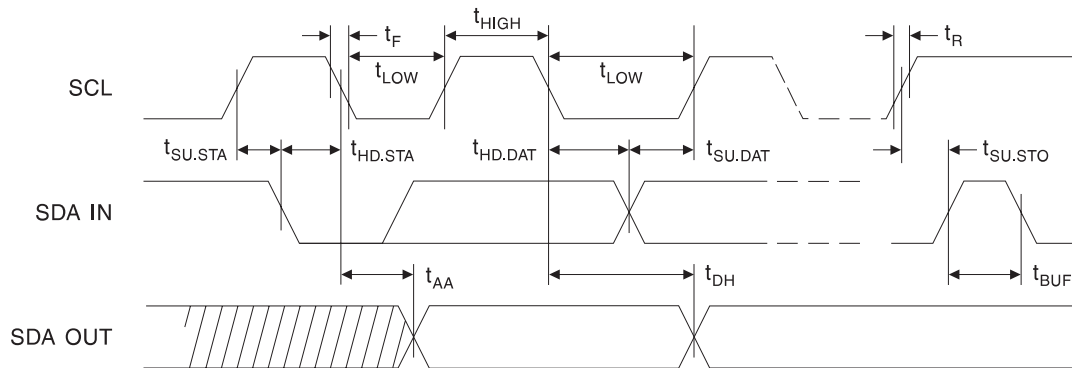 tF
tHIGH
tR
SCL
tLOW
tLOW
tSU.STA
tHD.STA
tHD.DAT
tSU.DAT
tSU.STO
SDA IN
tAA
tDH
tBUF
SDA OUT